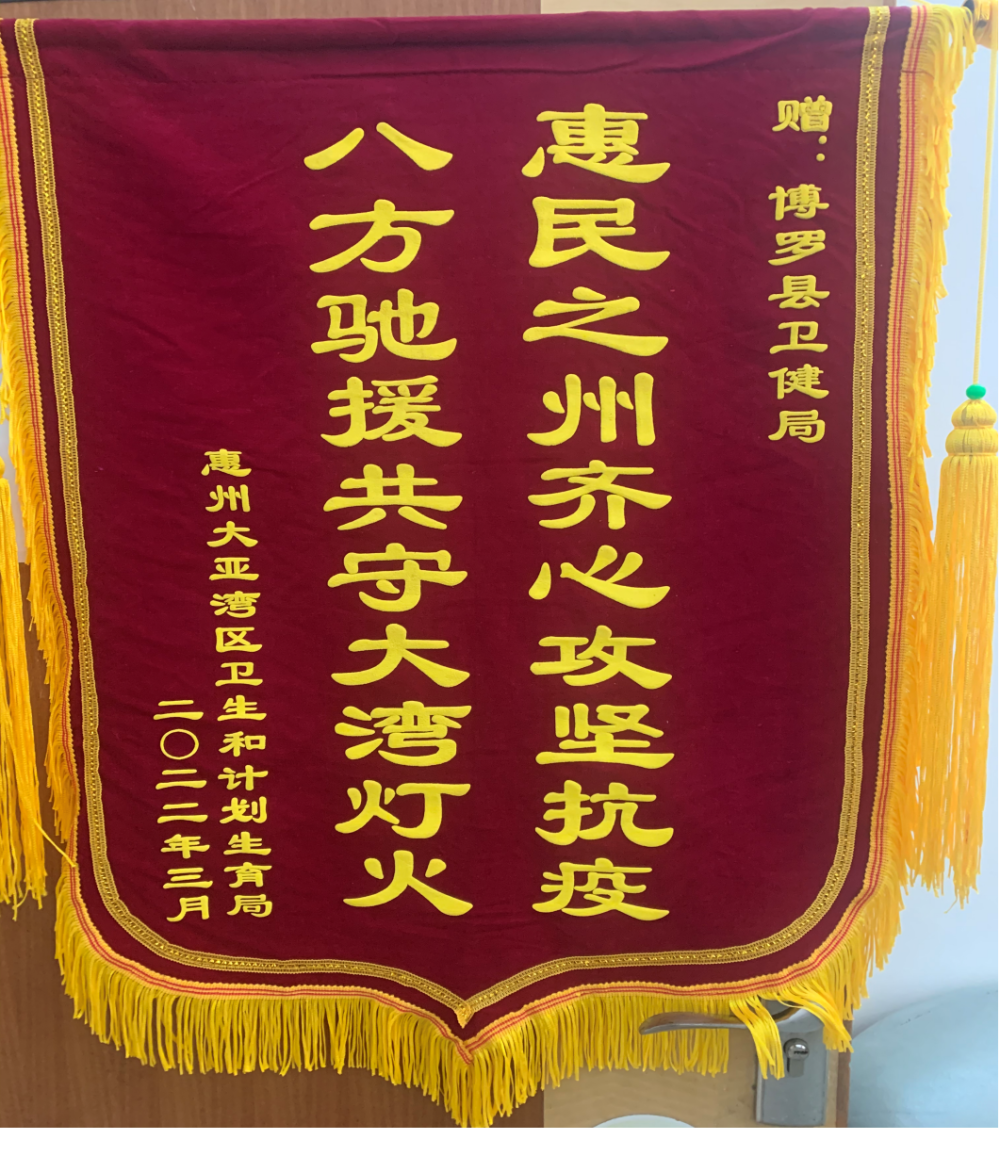 赠：博罗县卫健局
惠民之州齐心攻坚抗疫
八方驰援共守大湾灯火
惠州大亚湾区卫生和计划生育局
二〇二二年三月